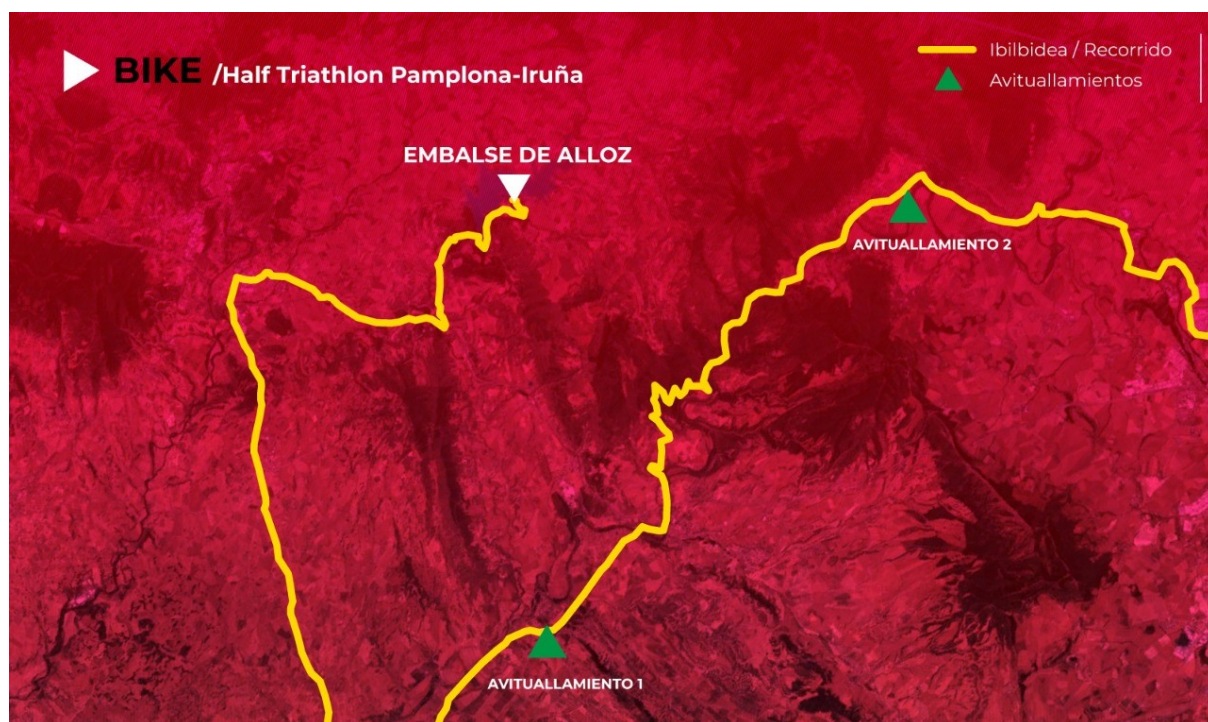 BIKE /Half Triathlon Pamplona-Iruña
Ibilbidea / Recorrido
Avituallamientos
EMBALSE DE ALLOZ
AVITUALLAMIENTO 2
AVITUALLAMIENTO 1